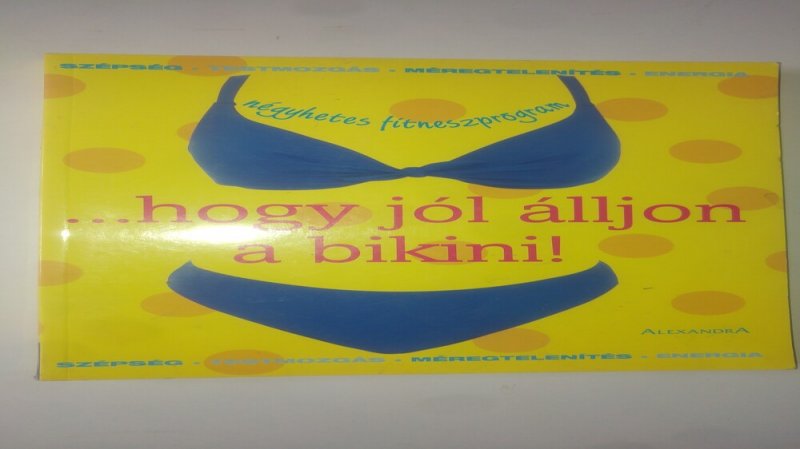 SZÉPSÉG - TESTMOZGÁS - MÉREGTELENÍTÉS - ENERGIA
négyhetes fitneszprogram
...hogy jól álljon
a bikini!
ALEXANDRA
SZÉPSÉG - TESTMOZGÁS - MÉREGTELENÍTÉS - ENERGIA